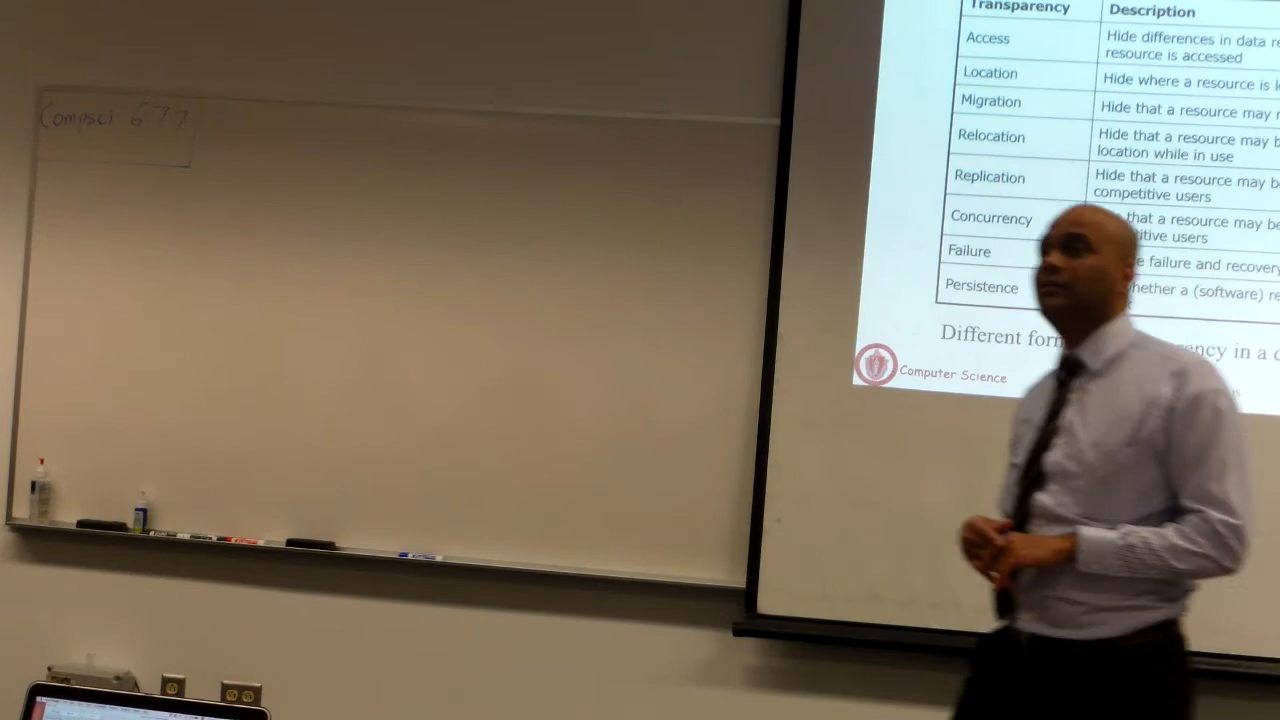 Compsci 677
Transparency Description
Access Hide differences in data re
resource is accessed
Location Hide where a resource is l
Migration Hide that a resource may
Relocation Hide that a resource may b
location while in use
Replication Hide that a resource may be
competitive users
Concurrency that a resource may be
titive users
Failure e failure and recovery
Persistence hether a (software) re
Different for ency in a
Computer Science